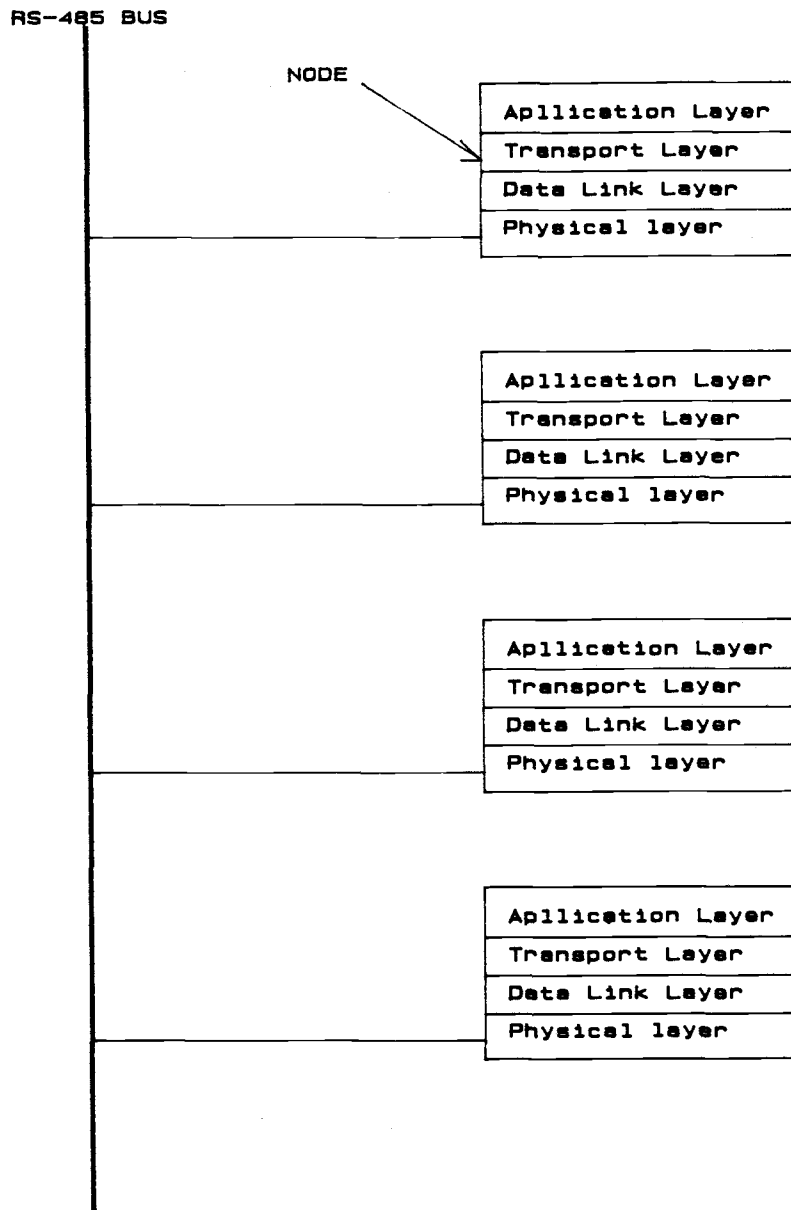 RS-485 BUS
NODE
Apllication Layer
Transport Layer
Data Link Layer
Physical layer
Apllication Layer
Transport Layer
Data Link Layer
Physical layer
Apllication Layer
Transport Layer
Data Link Layer
Physical layer
Apllication Layer
Transport Layer
Data Link Layer
Physical layer